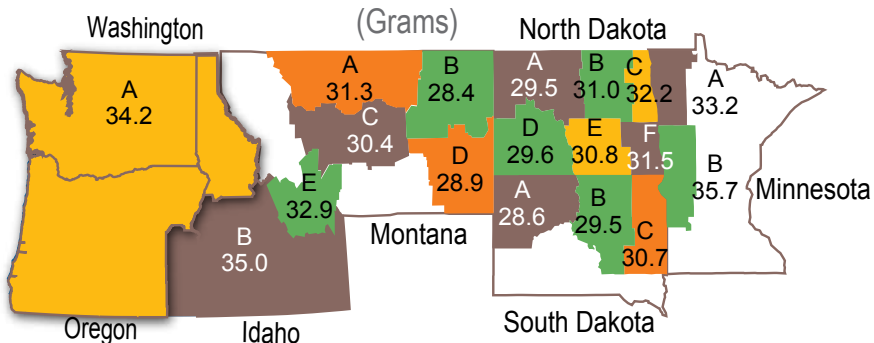 (Grams)
Washington
North Dakota
A
34.2
A
31.3
B
28.4
C
30.4
D
28.9
E
32.9
B
35.0
A
29.5
B
31.0
C
32.2
D
29.6
E
30.8
F
31.5
A
28.6
B
29.5
C
30.7
A
33.2
B
35.7
Minnesota
Montana
Oregon
Idaho
South Dakota